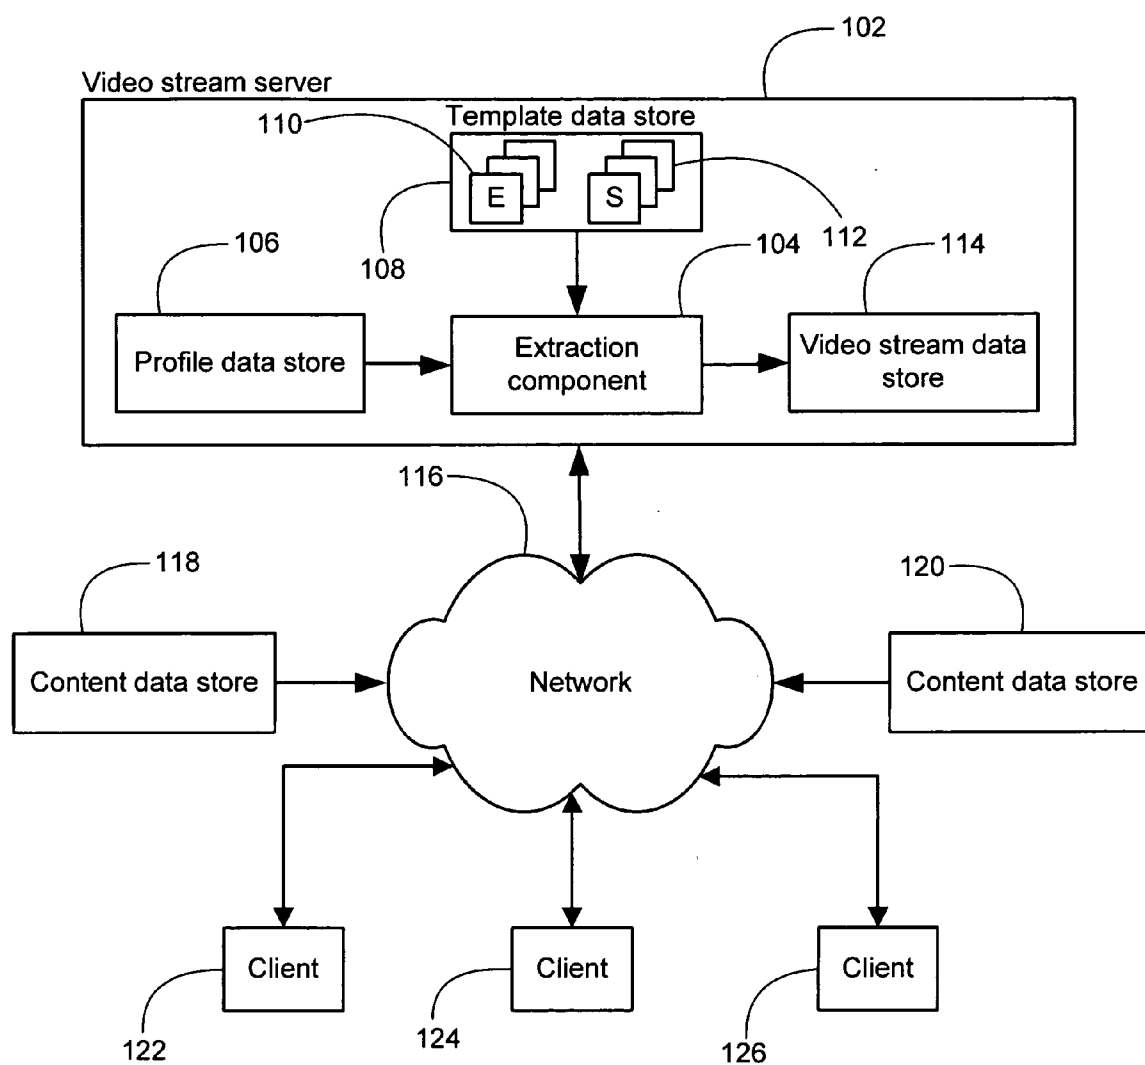 102
Video stream server
Template data store
110
E
S
108
112
106
104
114
Profile data store
Extraction
component
Video stream data
store
116
118
120
Content data store
Network
Content data store
Client
Client
Client
122
124
126